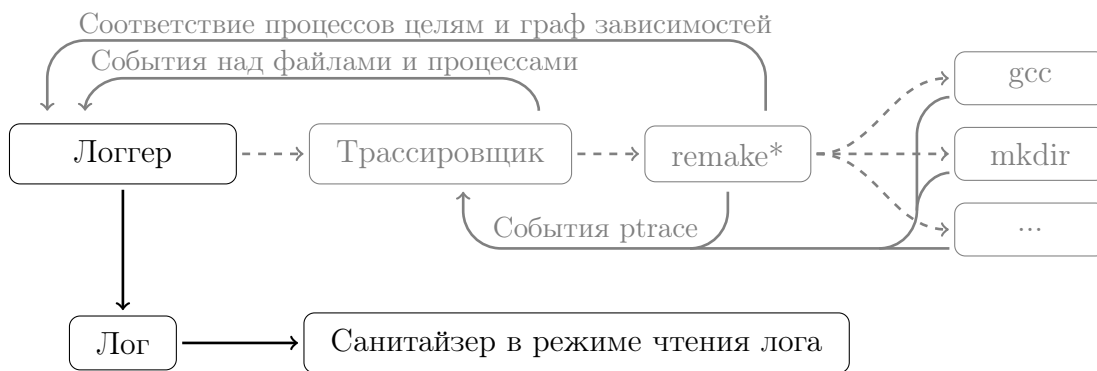 Соответствие процессов целям и граф зависимостей
События над файлами и процессами
gcc
Логгер
Трассировщик
remake*
mkdir
События ptrace
...
Лог
Санитайзер в режиме чтения лога